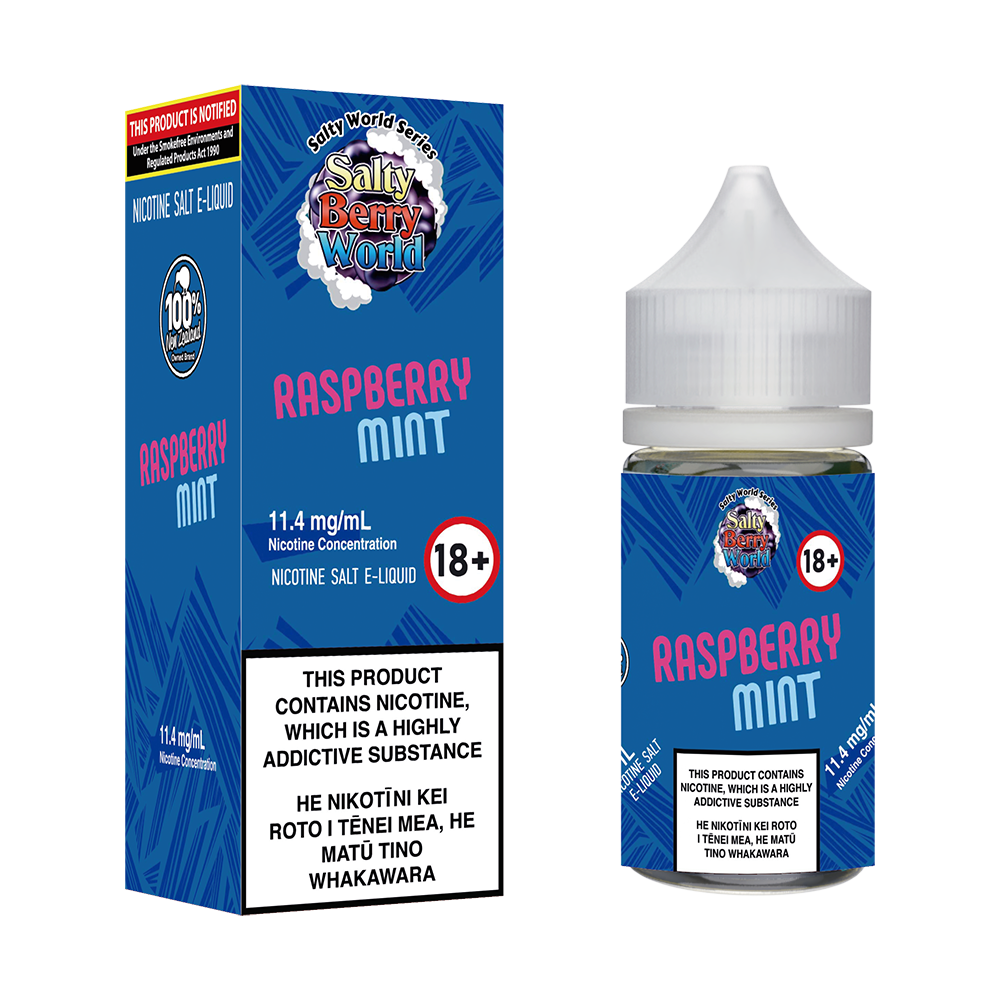 THIS PRODUCT IS NOTIFIED
Under the Smokefree Environments and
Regulated Products Act 1990
NICOTINE SALT E-LIQUID
100%
New Zealand
Owned Brand
RASPBERRY
MINT
11.4 mg/mL
Nicotine Concentration
Salty World Series
Salty
Berry
World
RASPBERRY
MINT
11.4 mg/mL
Nicotine Concentration
NICOTINE SALT E-LIQUID
18+
THIS PRODUCT
CONTAINS NICOTINE,
WHICH IS A HIGHLY
ADDICTIVE SUBSTANCE
HE NIKOTĪNI KEI
ROTO I TĒNEI MEA, HE
MATŪ TINO
WHAKAWARA
Salty World Series
Salty
Berry
World
18+
RASPBERRY
MINT
SALT
E-LIQUID
11.4 mg/mL
Nicotine
THIS PRODUCT CONTAINS
NICOTINE, WHICH IS A HIGHLY
ADDICTIVE SUBSTANCE
HE NIKOTĪNI KEI ROTO
I TĒNEI MEA, HE MATŪ
TINO WHAKAWARA